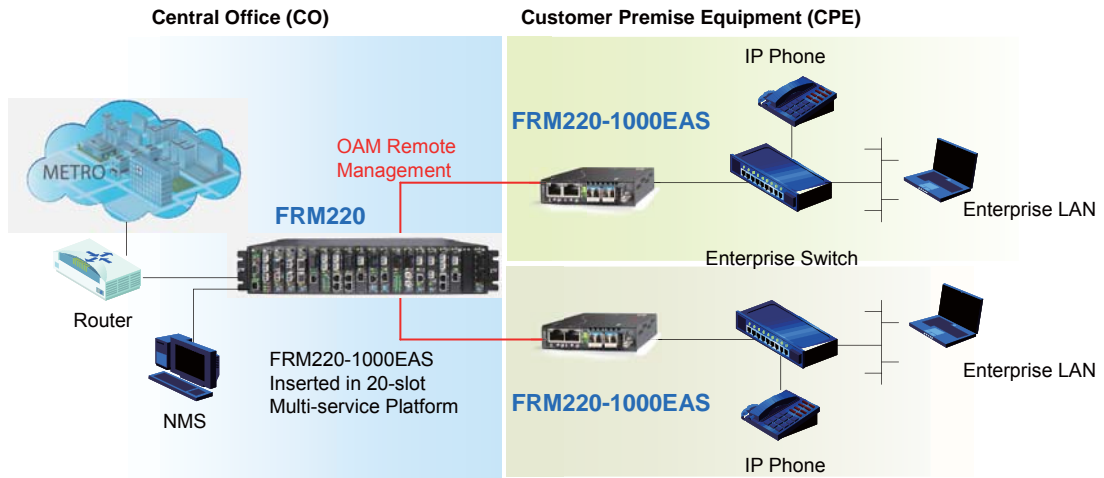 Central Office (CO)
Customer Premise Equipment (CPE)
IP Phone
FRM220-1000EAS
OAM Remote
Management
METRO
FRM220
Enterprise LAN
Enterprise Switch
Router
FRM220-1000EAS
Inserted in 20-slot
Multi-service Platform
NMS
FRM220-1000EAS
Enterprise LAN
IP Phone